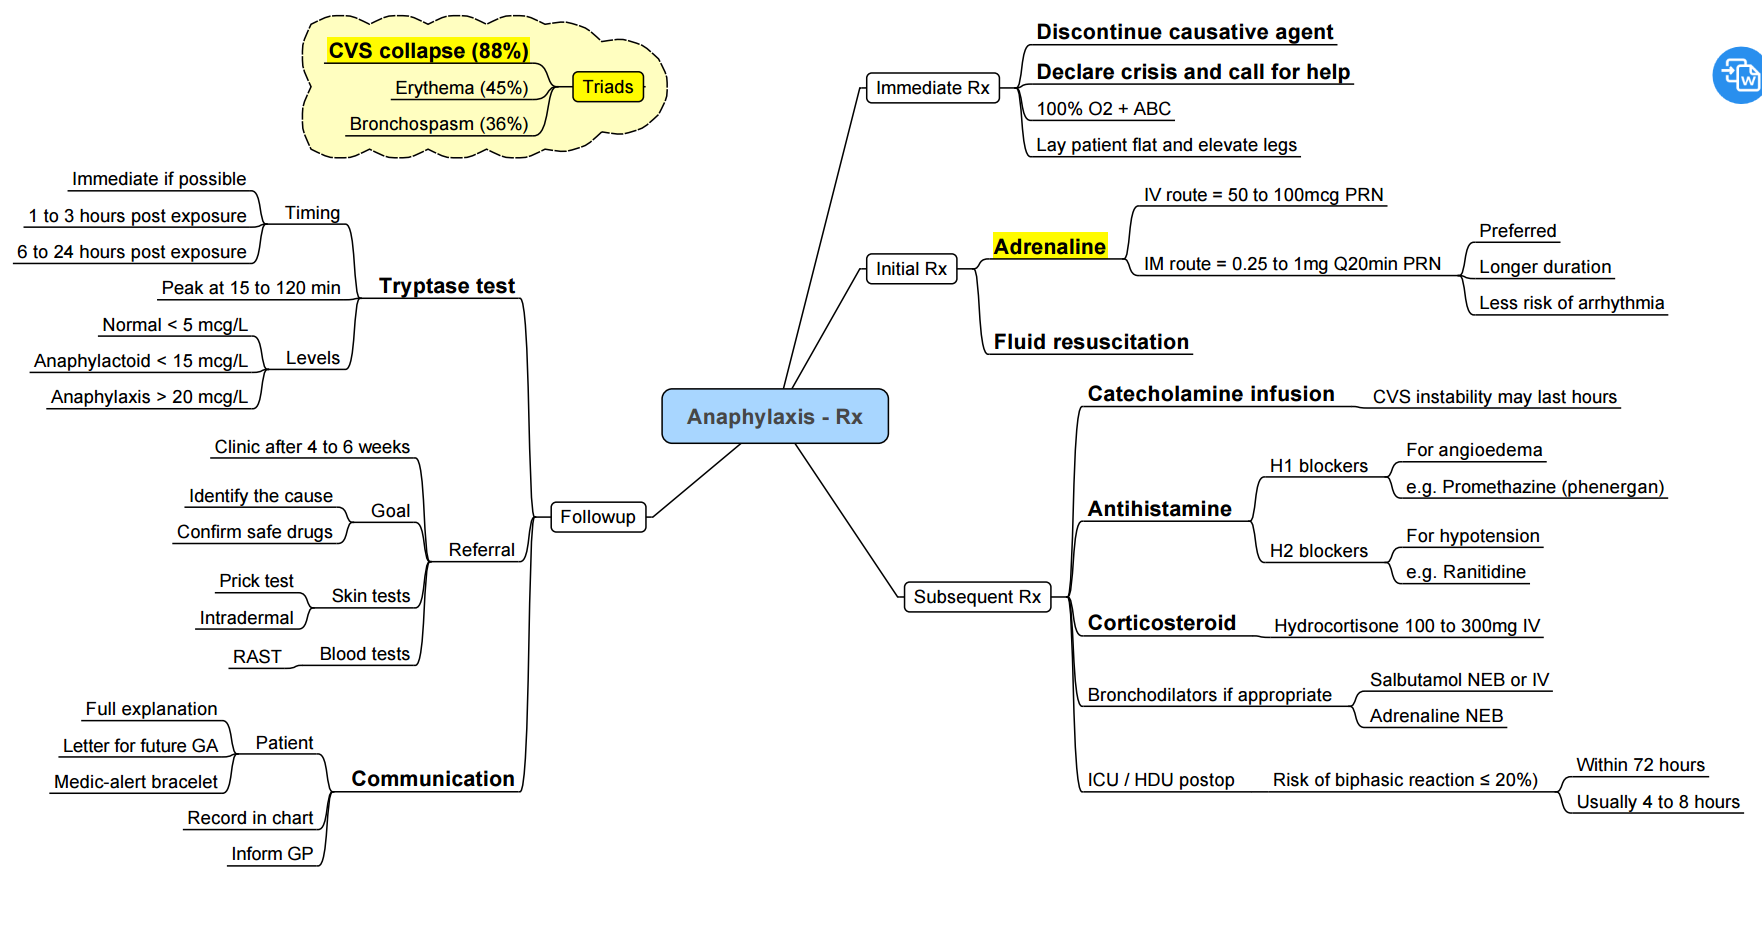 CVS collapse (88%)
Erythema (45%)
Bronchospasm (36%)
Triads
Immediate if possible
1 to 3 hours post exposure
6 to 24 hours post exposure
Timing
Peak at 15 to 120 min
Normal < 5 mcg/L
Anaphylactoid < 15 mcg/L
Anaphylaxis > 20 mcg/L
Levels
Tryptase test
Clinic after 4 to 6 weeks
Identify the cause
Confirm safe drugs
Goal
Prick test
Intradermal
Skin tests
RAST
Blood tests
Referral
Full explanation
Letter for future GA
Medic-alert bracelet
Patient
Record in chart
Inform GP
Communication
Followup
Anaphylaxis - Rx
Immediate Rx
Discontinue causative agent
Declare crisis and call for help
100% O2 + ABC
Lay patient flat and elevate legs
Initial Rx
Adrenaline
IV route = 50 to 100mcg PRN
IM route = 0.25 to 1mg Q20min PRN
Preferred
Longer duration
Less risk of arrhythmia
Fluid resuscitation
Subsequent Rx
Catecholamine infusion
CVS instability may last hours
Antihistamine
H1 blockers
For angioedema
e.g. Promethazine (phenergan)
H2 blockers
For hypotension
e.g. Ranitidine
Corticosteroid
Hydrocortisone 100 to 300mg IV
Bronchodilators if appropriate
Salbutamol NEB or IV
Adrenaline NEB
ICU / HDU postop
Risk of biphasic reaction ≤ 20%)
Within 72 hours
Usually 4 to 8 hours
W